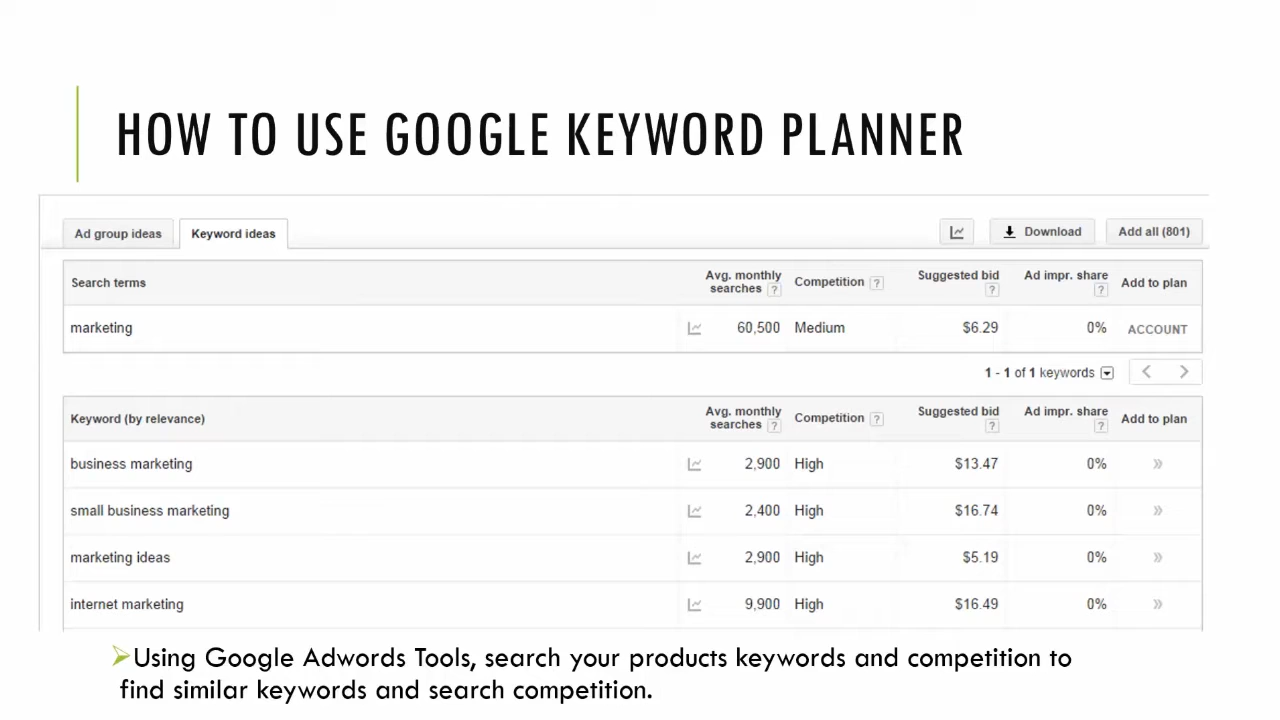 HOW TO USE GOOGLE KEYWORD PLANNER
Ad group ideas Keyword ideas Download Add all (801)
Search terms Avg. monthly searches ? Competition ? Suggested bid ? Ad impr. share ? Add to plan
marketing 60,500 Medium $6.29 0% ACCOUNT
1 - 1 of 1 keywords
Keyword (by relevance) Avg. monthly searches ? Competition ? Suggested bid ? Ad impr. share ? Add to plan
business marketing 2,900 High $13.47 0% »
small business marketing 2,400 High $16.74 0% »
marketing ideas 2,900 High $5.19 0% »
internet marketing 9,900 High $16.49 0% »
Using Google Adwords Tools, search your products keywords and competition to
find similar keywords and search competition.